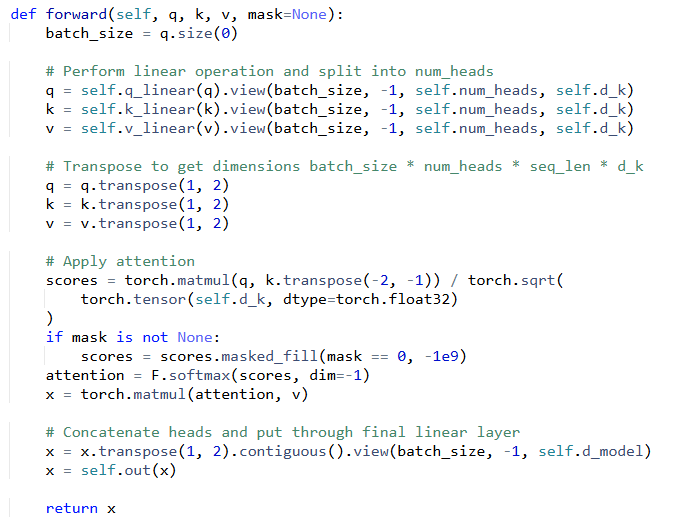 def forward(self, q, k, v, mask=None):
    batch_size = q.size(0)

    # Perform linear operation and split into num_heads
    q = self.q_linear(q).view(batch_size, -1, self.num_heads, self.d_k)
    k = self.k_linear(k).view(batch_size, -1, self.num_heads, self.d_k)
    v = self.v_linear(v).view(batch_size, -1, self.num_heads, self.d_k)

    # Transpose to get dimensions batch_size * num_heads * seq_len * d_k
    q = q.transpose(1, 2)
    k = k.transpose(1, 2)
    v = v.transpose(1, 2)

    # Apply attention
    scores = torch.matmul(q, k.transpose(-2, -1)) / torch.sqrt(
        torch.tensor(self.d_k, dtype=torch.float32)
    )
    if mask is not None:
        scores = scores.masked_fill(mask == 0, -1e9)
    attention = F.softmax(scores, dim=-1)
    x = torch.matmul(attention, v)

    # Concatenate heads and put through final linear layer
    x = x.transpose(1, 2).contiguous().view(batch_size, -1, self.d_model)
    x = self.out(x)

    return x